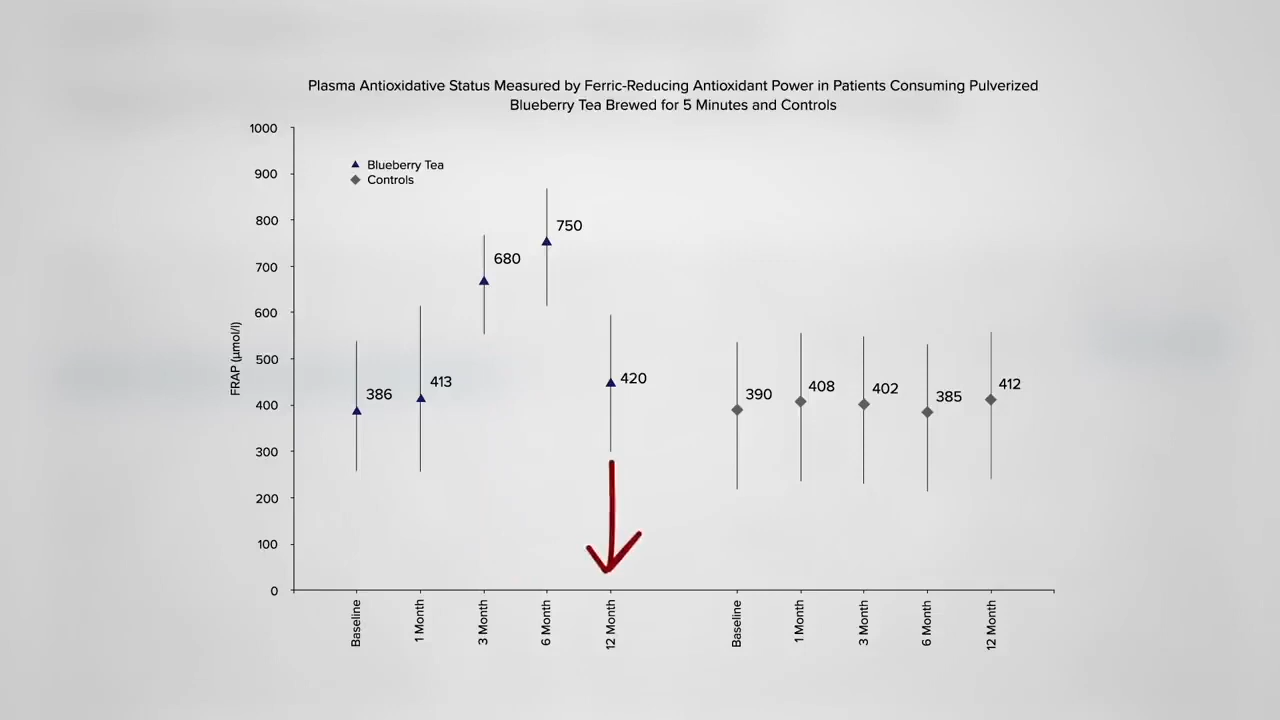 Plasma Antioxidative Status Measured by Ferric-Reducing Antioxidant Power in Patients Consuming Pulverized
Blueberry Tea Brewed for 5 Minutes and Controls
1000
900
800
700
600
500
400
300
200
100
0
FRAP (µmol/l)
Blueberry Tea
Controls
386
413
680
750
420
390
408
402
385
412
Baseline
1 Month
3 Month
6 Month
12 Month
Baseline
1 Month
3 Month
6 Month
12 Month